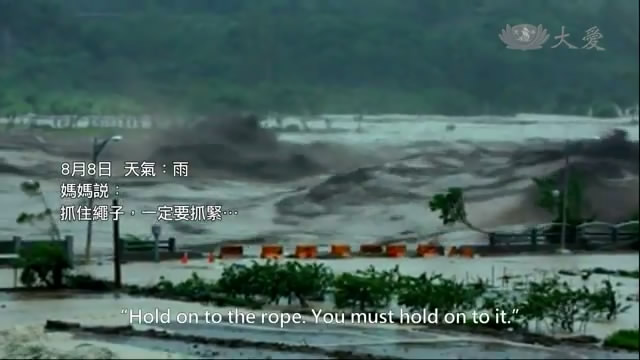 大愛
8月8日 天氣：雨
媽媽說：
抓住繩子，一定要抓緊…
“Hold on to the rope. You must hold on to it.”